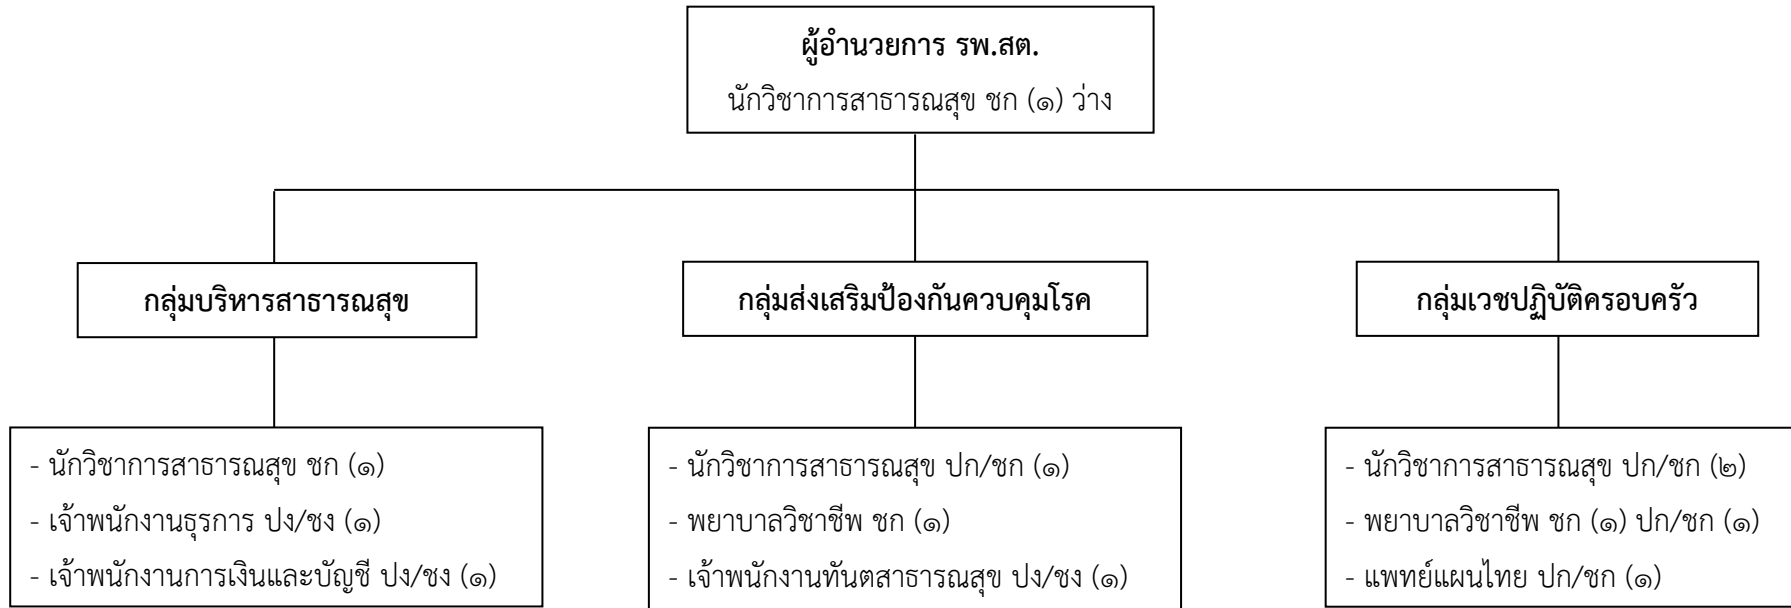 ผู้อำนวยการ รพ.สต.
นักวิชาการสาธารณสุข ชก (๑) ว่าง
กลุ่มบริหารสาธารณสุข
กลุ่มส่งเสริมป้องกันควบคุมโรค
กลุ่มเวชปฏิบัติครอบครัว
- นักวิชาการสาธารณสุข ชก (๑)
- เจ้าพนักงานธุรการ ปง/ชง (๑)
- เจ้าพนักงานการเงินและบัญชี ปง/ชง (๑)
- นักวิชาการสาธารณสุข ปก/ชก (๑)
- พยาบาลวิชาชีพ ชก (๑)
- เจ้าพนักงานทันตสาธารณสุข ปง/ชง (๑)
- นักวิชาการสาธารณสุข ปก/ชก (๒)
- พยาบาลวิชาชีพ ชก (๑) ปก/ชก (๑)
- แพทย์แผนไทย ปก/ชก (๑)